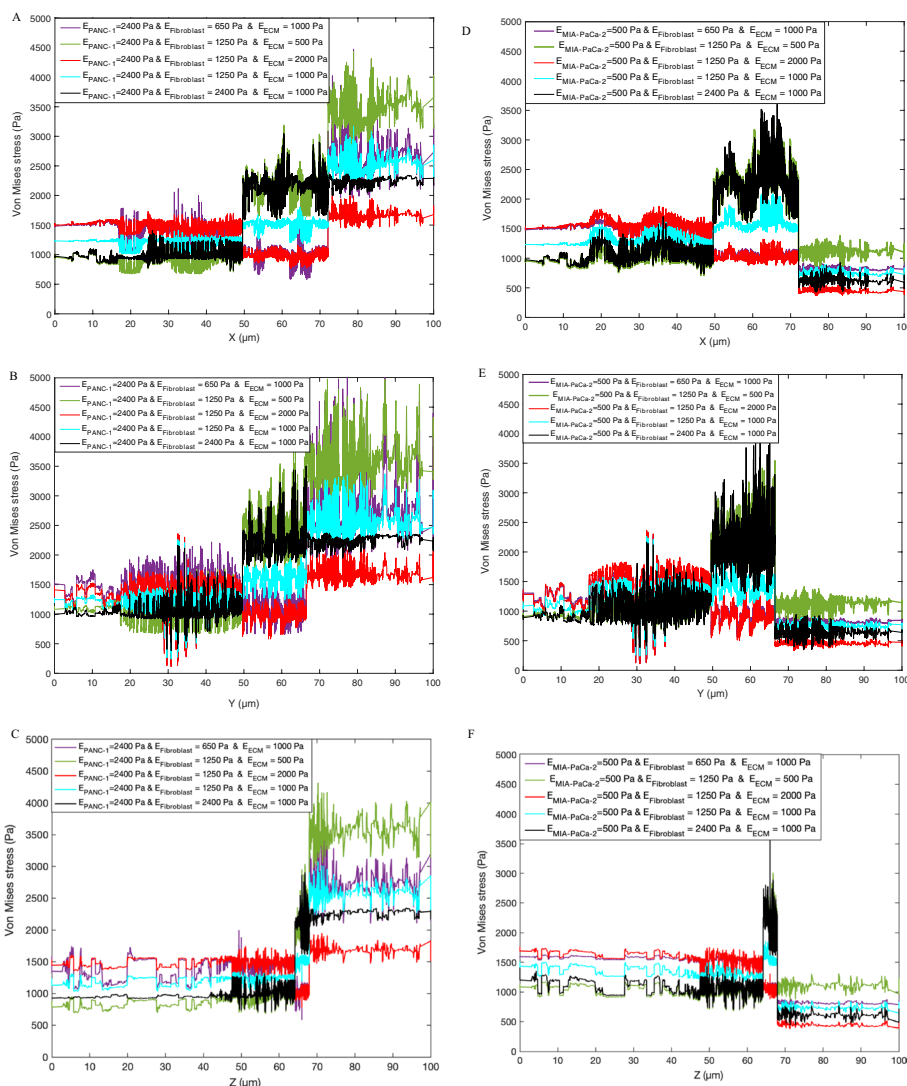 A
E_PANC-1=2400 Pa & E_Fibroblast = 650 Pa & E_ECM = 1000 Pa
E_PANC-1=2400 Pa & E_Fibroblast = 1250 Pa & E_ECM = 500 Pa
E_PANC-1=2400 Pa & E_Fibroblast = 1250 Pa & E_ECM = 2000 Pa
E_PANC-1=2400 Pa & E_Fibroblast = 1250 Pa & E_ECM = 1000 Pa
E_PANC-1=2400 Pa & E_Fibroblast = 2400 Pa & E_ECM = 1000 Pa
Von Mises stress (Pa)
5000
4500
4000
3500
3000
2500
2000
1500
1000
500
0
0 10 20 30 40 50 60 70 80 90 100
X (μm)
D
E_MIA-PaCa-2=500 Pa & E_Fibroblast = 650 Pa & E_ECM = 1000 Pa
E_MIA-PaCa-2=500 Pa & E_Fibroblast = 1250 Pa & E_ECM = 500 Pa
E_MIA-PaCa-2=500 Pa & E_Fibroblast = 1250 Pa & E_ECM = 2000 Pa
E_MIA-PaCa-2=500 Pa & E_Fibroblast = 1250 Pa & E_ECM = 1000 Pa
E_MIA-PaCa-2=500 Pa & E_Fibroblast = 2400 Pa & E_ECM = 1000 Pa
Von Mises stress (Pa)
5000
4500
4000
3500
3000
2500
2000
1500
1000
500
0
0 10 20 30 40 50 60 70 80 90 100
X (μm)
B
E_PANC-1=2400 Pa & E_Fibroblast = 650 Pa & E_ECM = 1000 Pa
E_PANC-1=2400 Pa & E_Fibroblast = 1250 Pa & E_ECM = 500 Pa
E_PANC-1=2400 Pa & E_Fibroblast = 1250 Pa & E_ECM = 2000 Pa
E_PANC-1=2400 Pa & E_Fibroblast = 1250 Pa & E_ECM = 1000 Pa
E_PANC-1=2400 Pa & E_Fibroblast = 2400 Pa & E_ECM = 1000 Pa
Von Mises stress (Pa)
5000
4500
4000
3500
3000
2500
2000
1500
1000
500
0
0 10 20 30 40 50 60 70 80 90 100
Y (μm)
E
E_MIA-PaCa-2=500 Pa & E_Fibroblast = 650 Pa & E_ECM = 1000 Pa
E_MIA-PaCa-2=500 Pa & E_Fibroblast = 1250 Pa & E_ECM = 500 Pa
E_MIA-PaCa-2=500 Pa & E_Fibroblast = 1250 Pa & E_ECM = 2000 Pa
E_MIA-PaCa-2=500 Pa & E_Fibroblast = 1250 Pa & E_ECM = 1000 Pa
E_MIA-PaCa-2=500 Pa & E_Fibroblast = 2400 Pa & E_ECM = 1000 Pa
Von Mises stress (Pa)
5000
4500
4000
3500
3000
2500
2000
1500
1000
500
0
0 10 20 30 40 50 60 70 80 90 100
Y (μm)
C
E_PANC-1=2400 Pa & E_Fibroblast = 650 Pa & E_ECM = 1000 Pa
E_PANC-1=2400 Pa & E_Fibroblast = 1250 Pa & E_ECM = 500 Pa
E_PANC-1=2400 Pa & E_Fibroblast = 1250 Pa & E_ECM = 2000 Pa
E_PANC-1=2400 Pa & E_Fibroblast = 1250 Pa & E_ECM = 1000 Pa
E_PANC-1=2400 Pa & E_Fibroblast = 2400 Pa & E_ECM = 1000 Pa
Von Mises stress (Pa)
5000
4500
4000
3500
3000
2500
2000
1500
1000
500
0
0 10 20 30 40 50 60 70 80 90 100
Z (μm)
F
E_MIA-PaCa-2=500 Pa & E_Fibroblast = 650 Pa & E_ECM = 1000 Pa
E_MIA-PaCa-2=500 Pa & E_Fibroblast = 1250 Pa & E_ECM = 500 Pa
E_MIA-PaCa-2=500 Pa & E_Fibroblast = 1250 Pa & E_ECM = 2000 Pa
E_MIA-PaCa-2=500 Pa & E_Fibroblast = 1250 Pa & E_ECM = 1000 Pa
E_MIA-PaCa-2=500 Pa & E_Fibroblast = 2400 Pa & E_ECM = 1000 Pa
Von Mises stress (Pa)
5000
4500
4000
3500
3000
2500
2000
1500
1000
500
0
0 10 20 30 40 50 60 70 80 90 100
Z (μm)